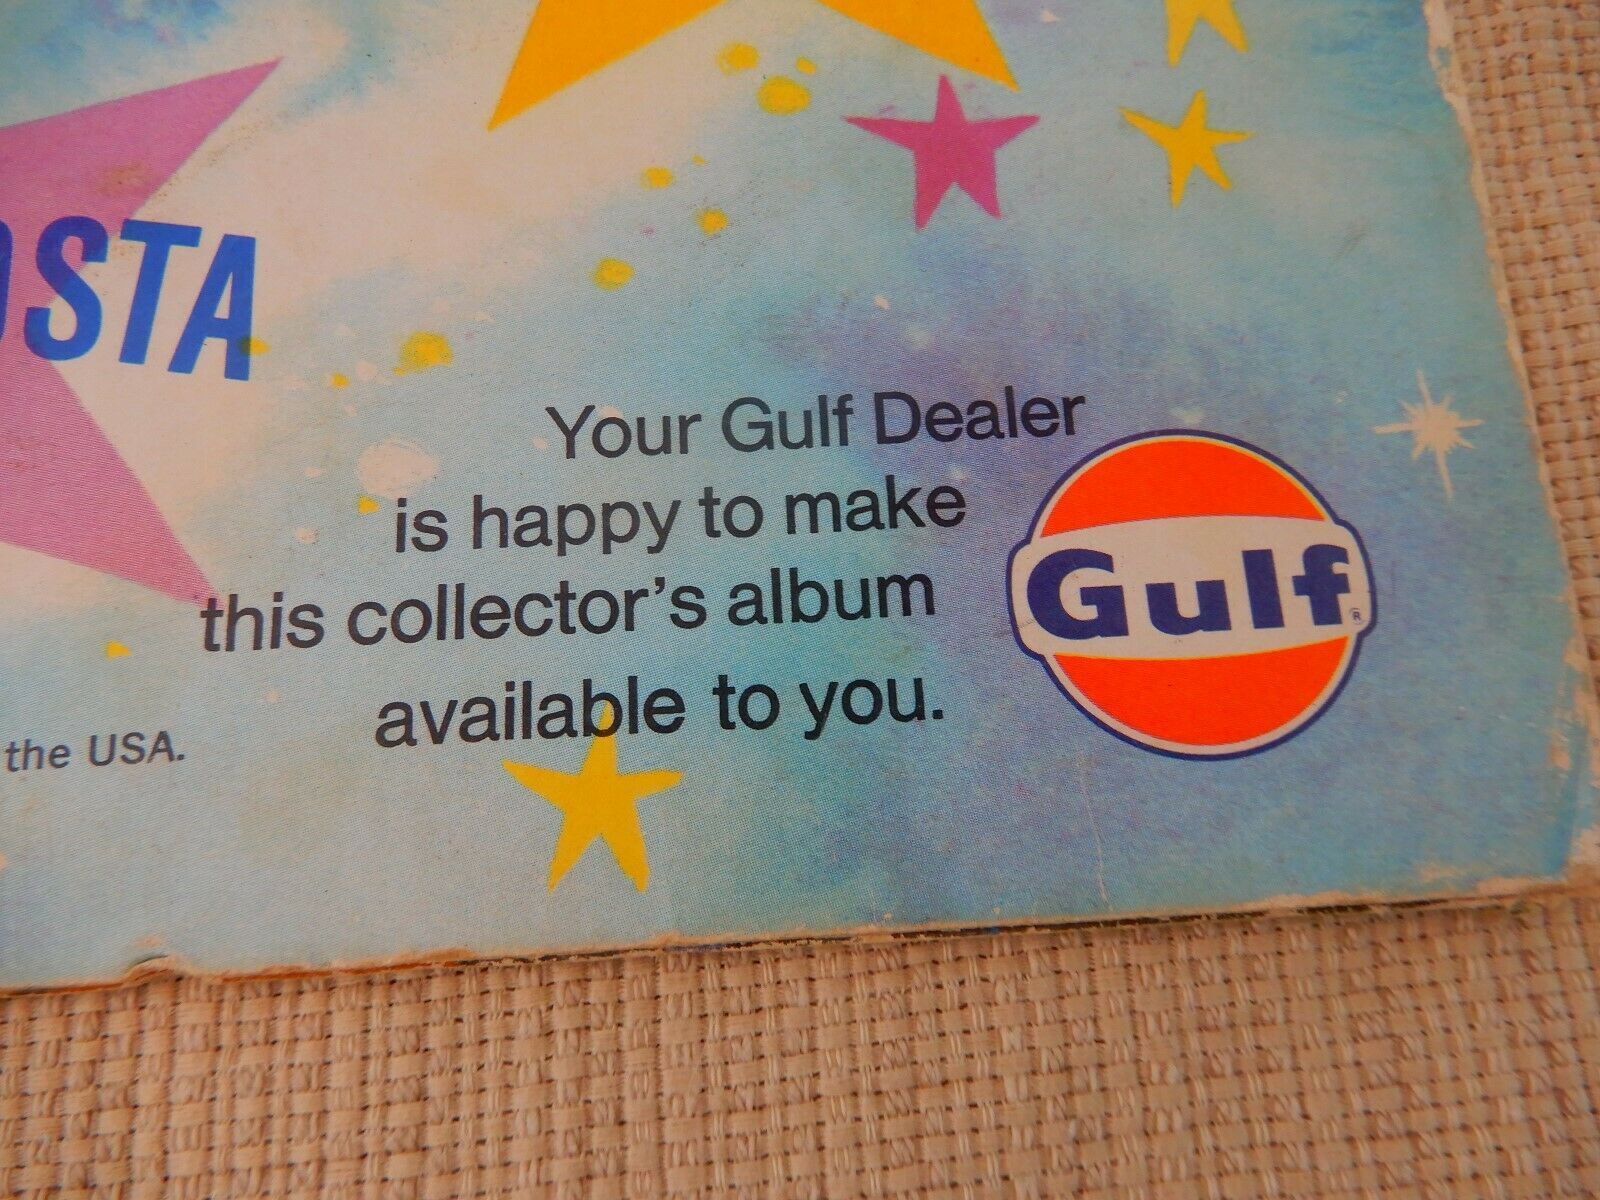 OSTA
Your Gulf Dealer
is happy to make
this collector's album
available to you.
Gulf®
the USA.